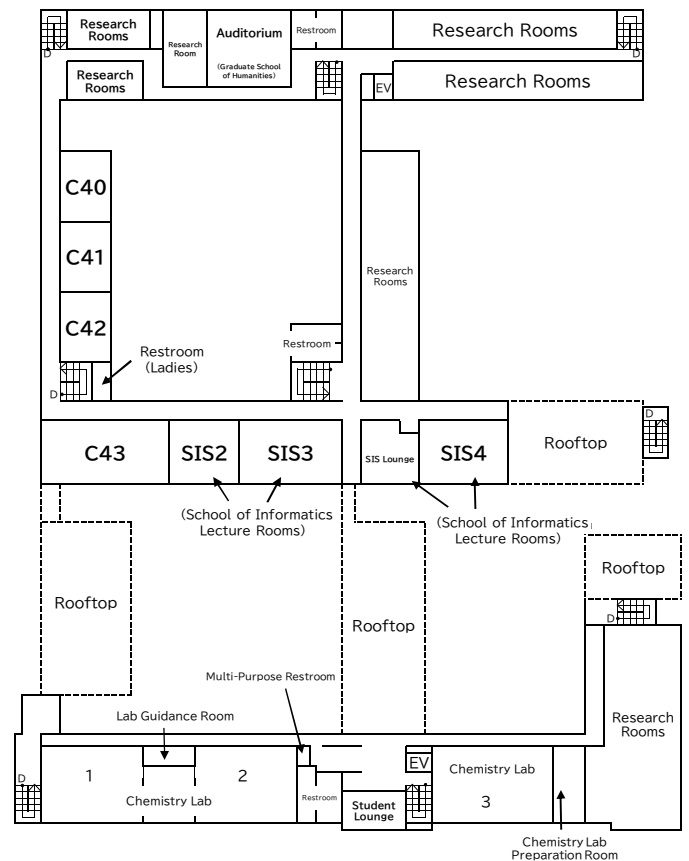 Research
Rooms
Research
Room
Auditorium
(Graduate School
of Humanities)
Restroom
Research Rooms
D
D
Research
Rooms
EV
Research Rooms
C40
C41
C42
Research
Rooms
Restroom
Restroom
(Ladies)
D
C43
SIS2
SIS3
SIS Lounge
SIS4
Rooftop
D
(School of Informatics
Lecture Rooms)
(School of Informatics
Lecture Rooms)
Rooftop
Rooftop
Rooftop
D
Multi-Purpose Restroom
Lab Guidance Room
Research
Rooms
D
1
2
Chemistry Lab
Restroom
EV
Student
Lounge
Chemistry Lab
3
Chemistry Lab
Preparation Room